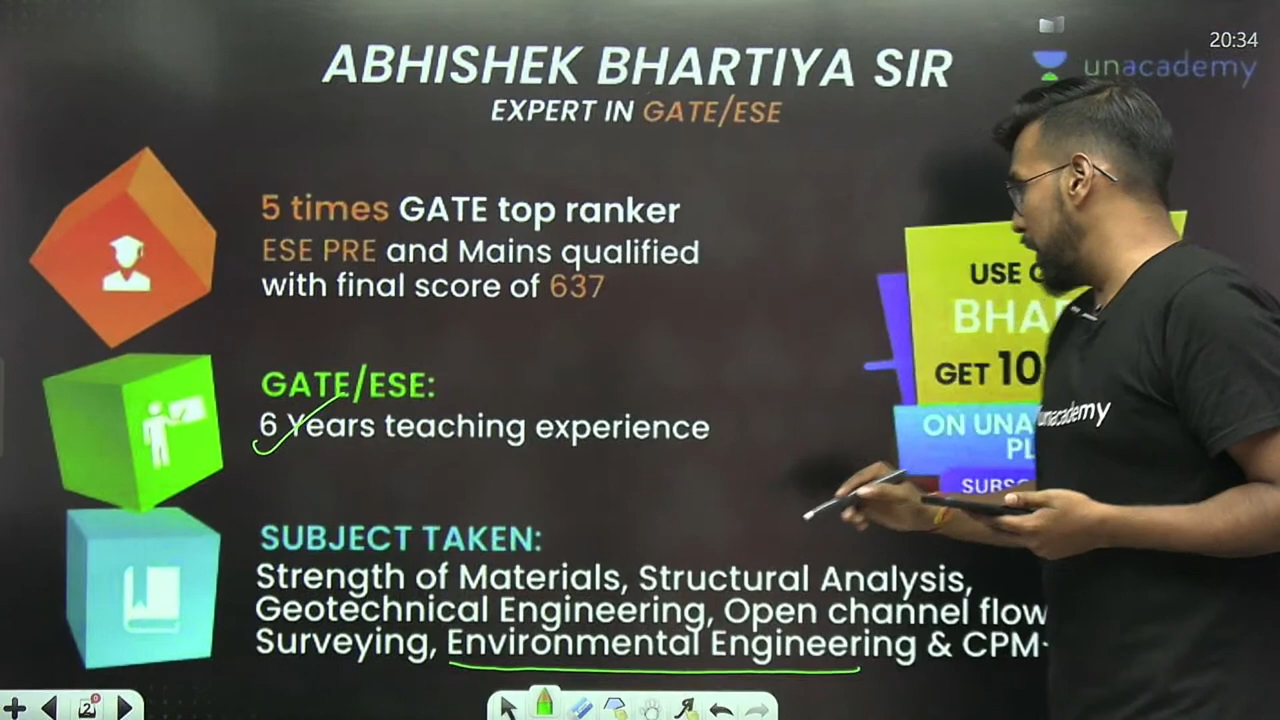 ABHISHEK BHARTIYA SIR
EXPERT IN GATE/ESE
20:34
unacademy
5 times GATE top ranker
ESE PRE and Mains qualified
with final score of 637
GATE/ESE:
6 Years teaching experience
SUBJECT TAKEN:
Strength of Materials, Structural Analysis,
Geotechnical Engineering, Open channel flow
Surveying, Environmental Engineering & CPM-
USE
GET 10
ON UNA
PL
unacademy
2